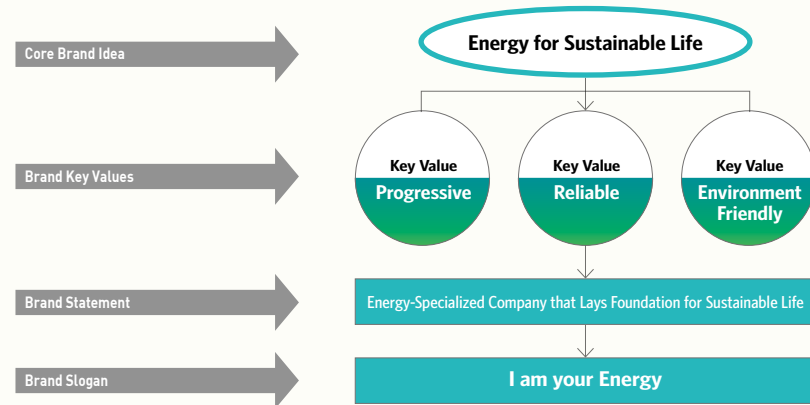 Core Brand Idea
Energy for Sustainable Life
Brand Key Values
Key Value
Progressive
Key Value
Reliable
Key Value
Environment
Friendly
Brand Statement
Energy-Specialized Company that Lays Foundation for Sustainable Life
Brand Slogan
I am your Energy